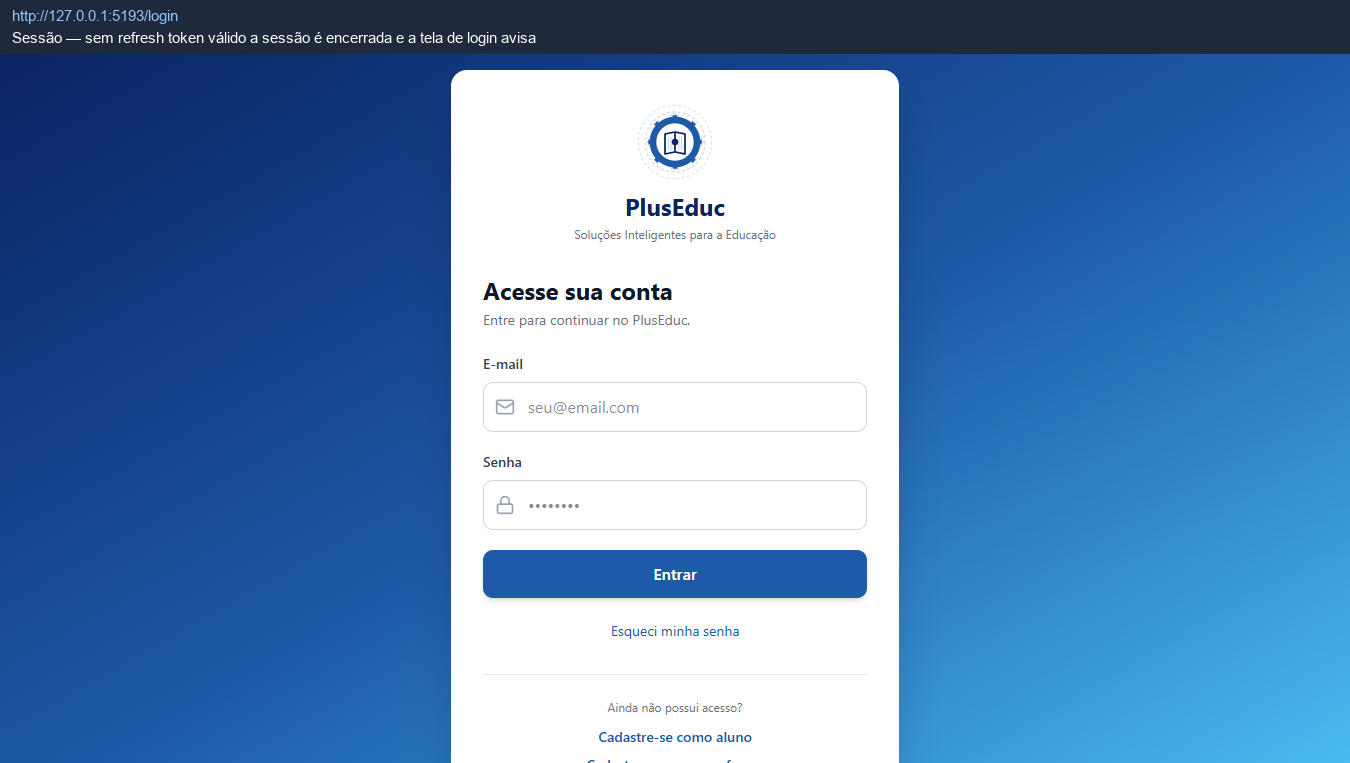 http://127.0.0.1:5193/login
Sessão — sem refresh token válido a sessão é encerrada e a tela de login avisa
PlusEduc
Soluções Inteligentes para a Educação
Acesse sua conta
Entre para continuar no PlusEduc.
E-mail
seu@email.com
Senha
••••••••
Entrar
Esqueci minha senha
Ainda não possui acesso?
Cadastre-se como aluno